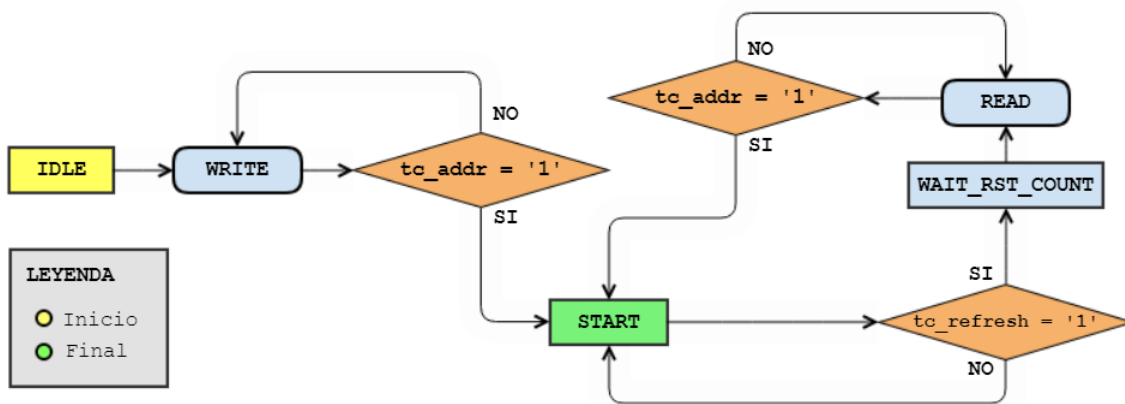 NO
tc_addr = '1'
READ
SI
NO
IDLE
WRITE
tc_addr = '1'
WAIT_RST_COUNT
SI
LEYENDA
Inicio
Final
START
SI
tc_refresh = '1'
NO